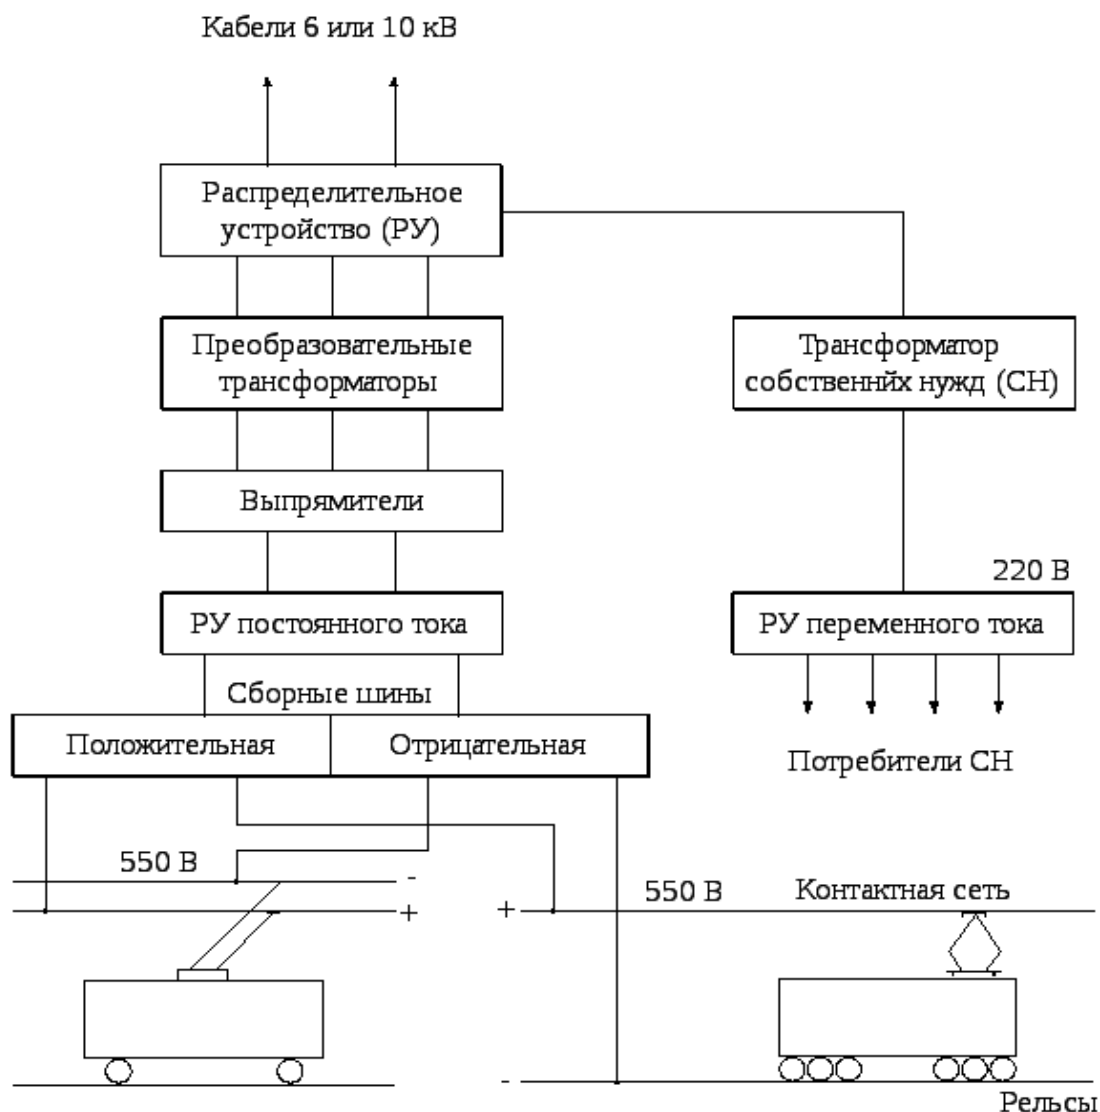 Кабели 6 или 10 кВ
Распределительное
устройство (РУ)
Преобразовательные
трансформаторы
Трансформатор
собственнйх нужд (СН)
Выпрямители
220 В
РУ постоянного тока
РУ переменного тока
Сборные шины
Положительная
Отрицательная
Потребители СН
550 В
-
+
+
550 В
Контактная сеть
-
Рельсы